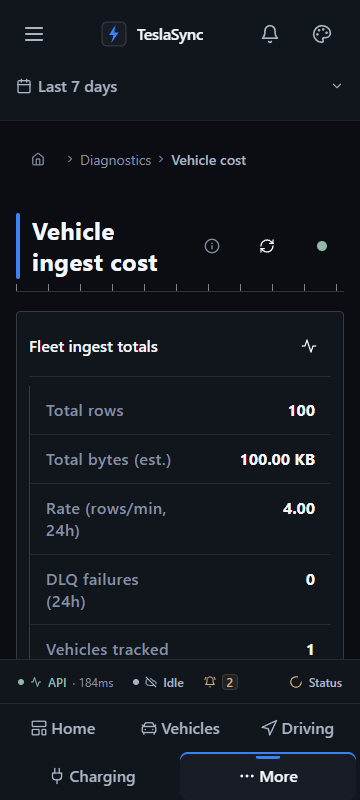 TeslaSync
Last 7 days
Diagnostics
Vehicle cost
Vehicle
ingest cost
Fleet ingest totals
Total rows 100
Total bytes (est.) 100.00 KB
Rate (rows/min, 4.00
24h)
DLQ failures 0
(24h)
Vehicles tracked 1
API · 184ms Idle 2 Status
Home Vehicles Driving
Charging More